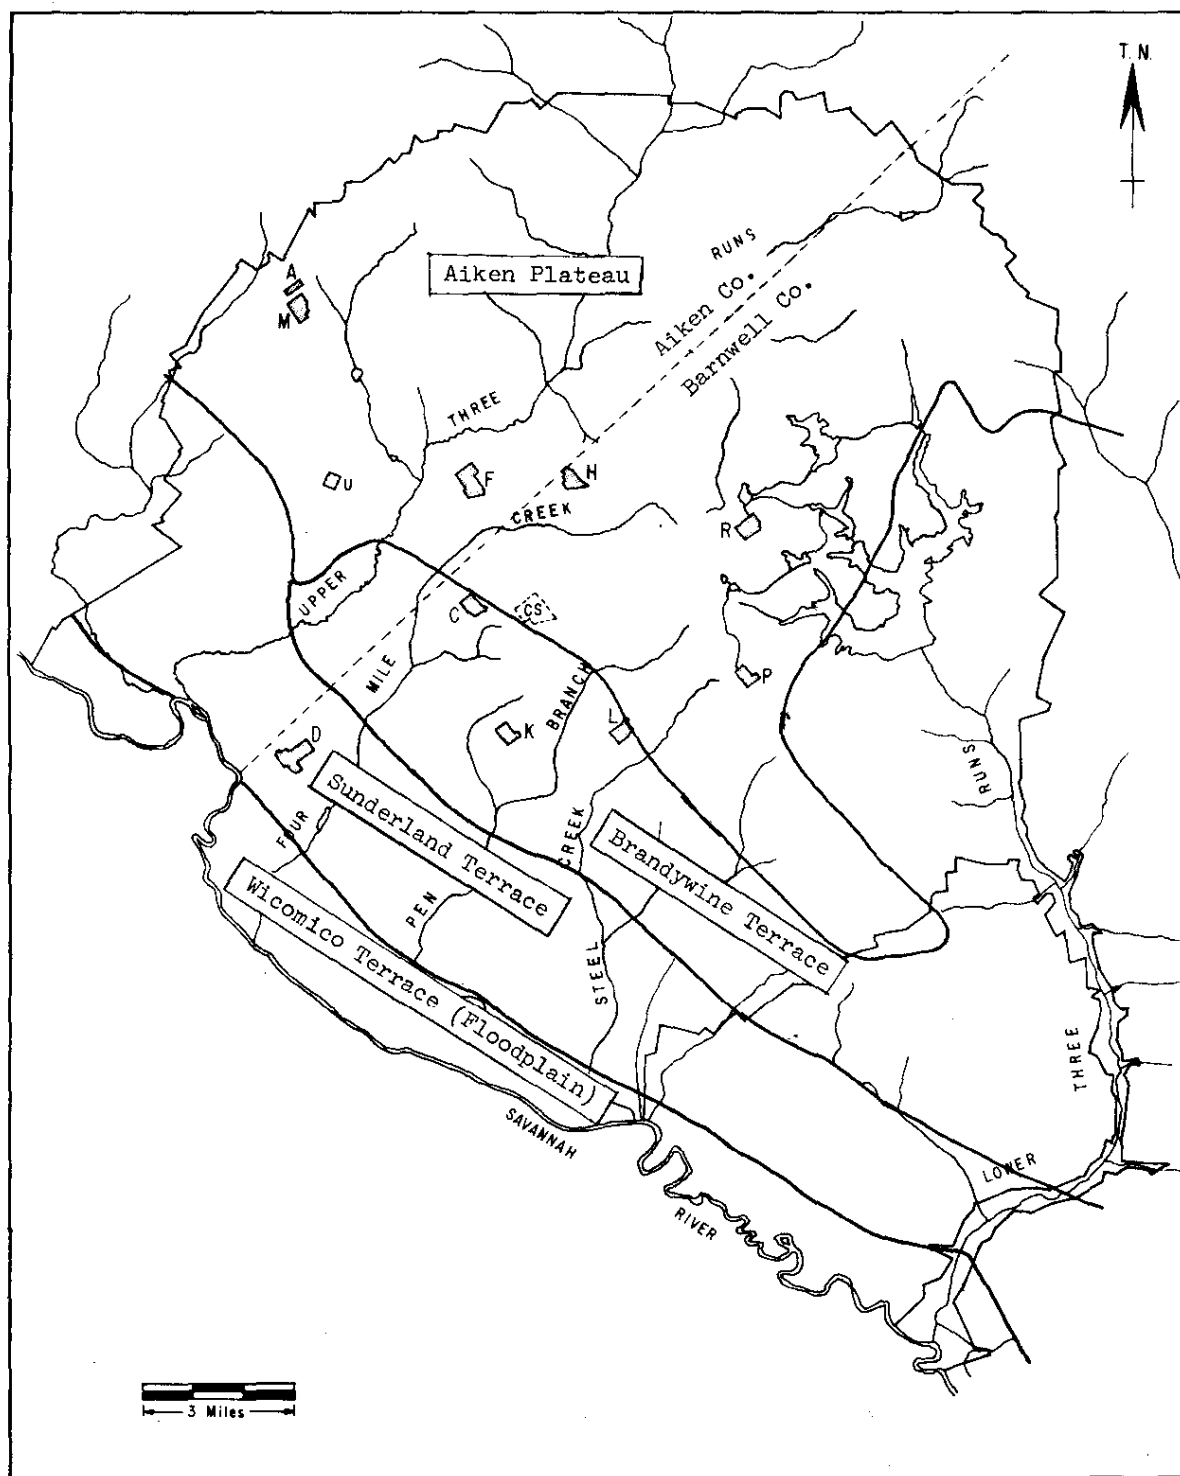 T. N.
RUNS
Aiken Plateau
A
M
Aiken Co.
Barnwell Co.
THREE
U
F
H
CREEK
R
UPPER
C
CS
MILE
BRANCH
P
D
K
L
RUNS
Sunderland Terrace
FOUR
CREEK
Brandywine Terrace
Wicomico Terrace (Floodplain)
PEN
STEEL
THREE
SAVANNAH
LOWER
RIVER
3 Miles